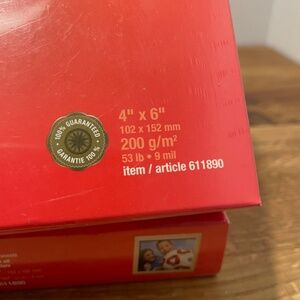 4" x 6"
102 x 152 mm
200 g/m²
53 lb • 9 mil
item / article 611890
100% GUARANTEED
GARANTIE 100 %